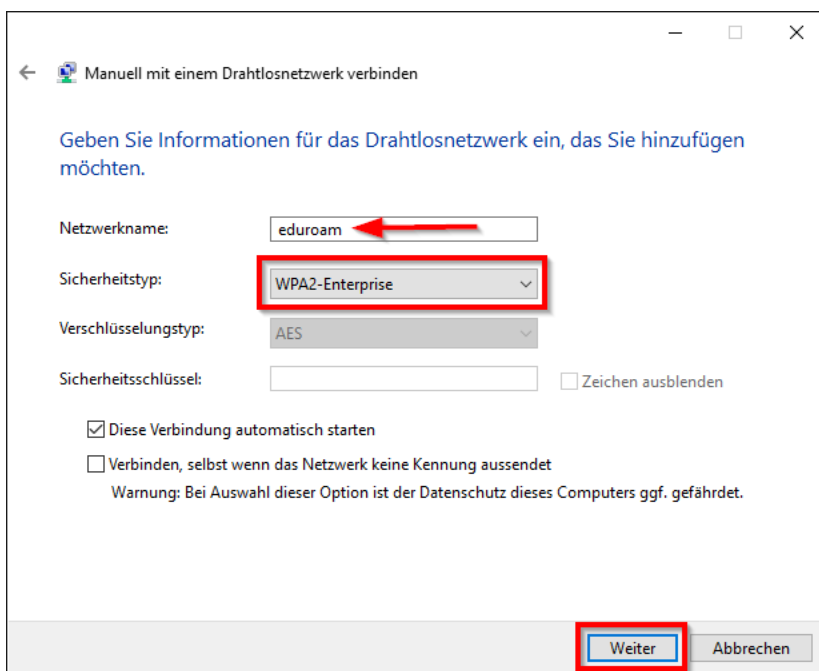 Manuell mit einem Drahtlosnetzwerk verbinden
Geben Sie Informationen für das Drahtlosnetzwerk ein, das Sie hinzufügen
möchten.
Netzwerkname:
eduroam
Sicherheitstyp:
WPA2-Enterprise
Verschlüsselungstyp:
AES
Sicherheitsschlüssel:
Zeichen ausblenden
Diese Verbindung automatisch starten
Verbinden, selbst wenn das Netzwerk keine Kennung aussendet
Warnung: Bei Auswahl dieser Option ist der Datenschutz dieses Computers ggf. gefährdet.
Weiter
Abbrechen